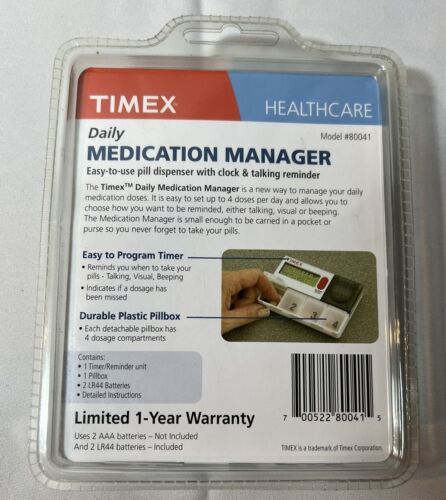 TIMEX
HEALTHCARE
Daily
Model #80041
MEDICATION MANAGER
Easy-to-use pill dispenser with clock & talking reminder
The Timex™ Daily Medication Manager is a new way to manage your daily
medication doses. It is easy to set up to 4 doses per day and allows you to
choose how you want to be reminded, either talking, visual or beeping.
The Medication Manager is small enough to be carried in a pocket or
purse so you never forget to take your pills.
Easy to Program Timer
• Reminds you when to take your
pills - Talking, Visual, Beeping
• Indicates if a dosage has
been missed
Durable Plastic Pillbox
• Each detachable pillbox has
4 dosage compartments
TIMEX
2
3
4
Contains:
• 1 Timer/Reminder unit
• 1 Pillbox
• 2 LR44 Batteries
• Detailed Instructions
Limited 1-Year Warranty
Uses 2 AAA batteries – Not Included
And 2 LR44 batteries – Included
7 00522 80041 5
TIMEX is a trademark of Timex Corporation.